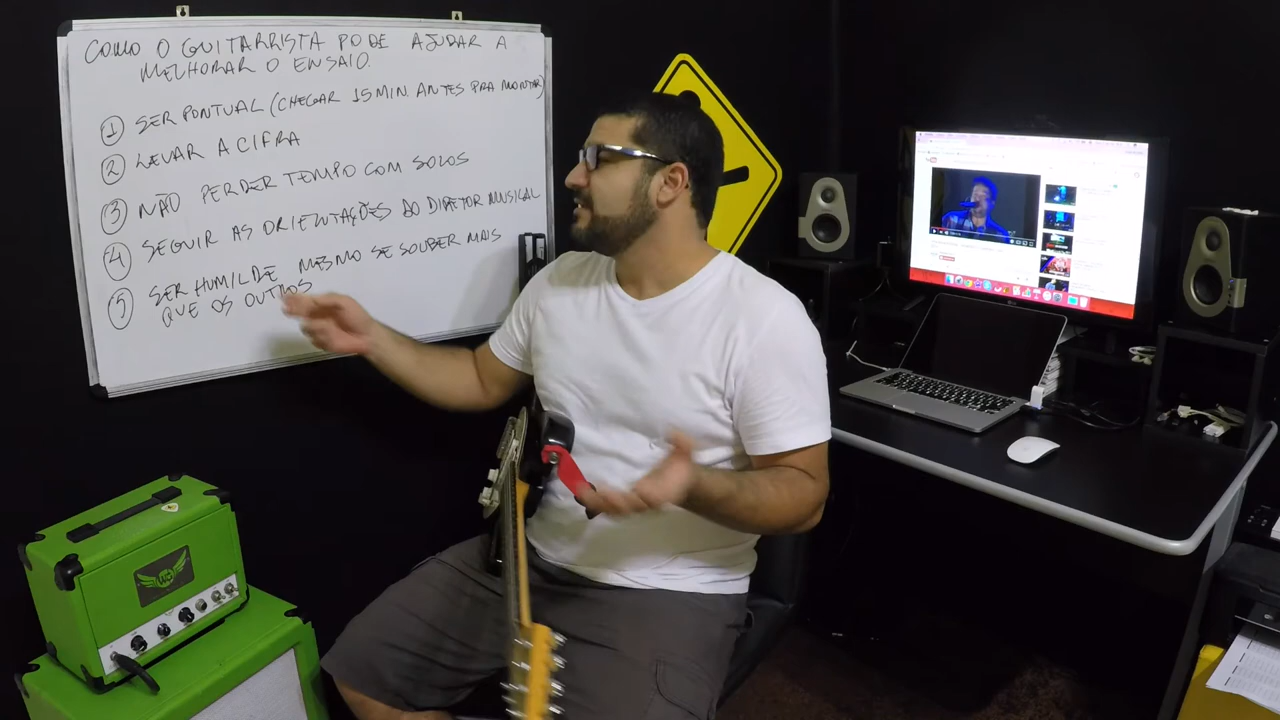 COMO O GUITARRISTA PODE AJUDAR A
MELHORAR O ENSAIO.
1 SER PONTUAL (CHEGAR 15 MIN. ANTES PRA MONTAR)
2 LEVAR A CIFRA
3 NÃO PERDER TEMPO COM SOLOS
4 SEGUIR AS ORIENTAÇÕES DO DIRETOR MUSICAL
5 SER HUMILDE MESMO SE SOUBER MAIS
QUE OS OUTROS